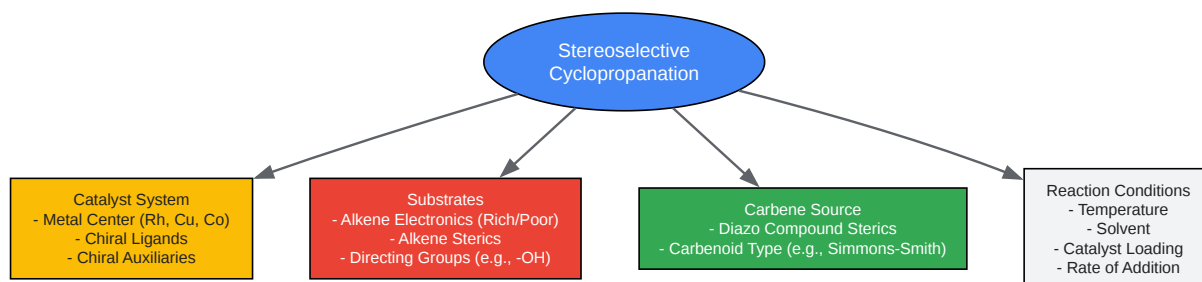 Stereoselective
Cyclopropanation
Catalyst System
- Metal Center (Rh, Cu, Co)
- Chiral Ligands
- Chiral Auxiliaries
Substrates
- Alkene Electronics (Rich/Poor)
- Alkene Sterics
- Directing Groups (e.g., -OH)
Carbene Source
- Diazo Compound Sterics
- Carbenoid Type (e.g., Simmons-Smith)
Reaction Conditions
- Temperature
- Solvent
- Catalyst Loading
- Rate of Addition